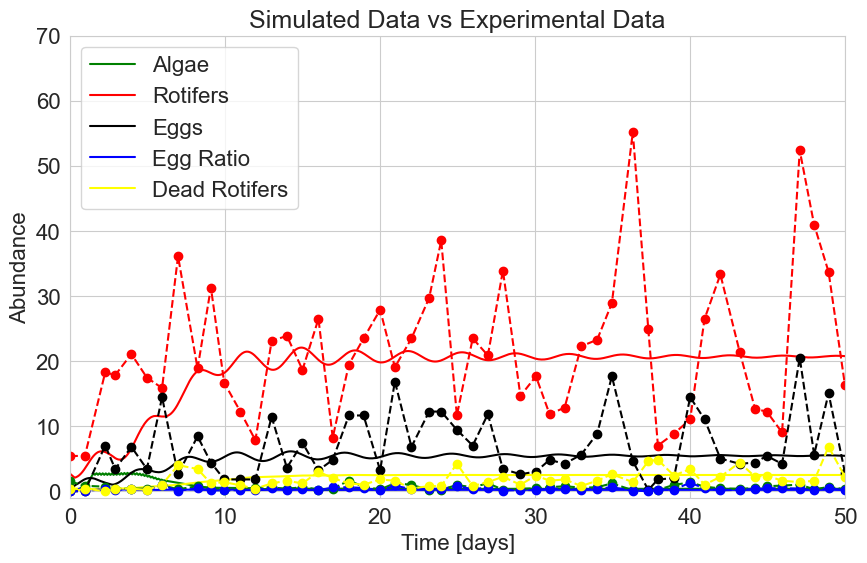 Simulated Data vs Experimental Data
70
60
50
40
30
20
10
0
Abundance
Algae
Rotifers
Eggs
Egg Ratio
Dead Rotifers
0 10 20 30 40 50
Time [days]